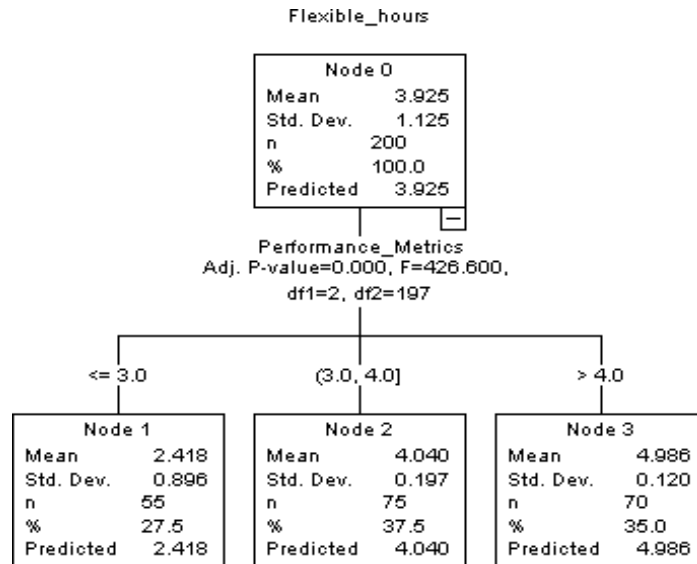 Flexible_hours
Node 0
Mean 3.925
Std. Dev. 1.125
n 200
% 100.0
Predicted 3.925
Performance_Metrics
Adj. P-value=0.000, F=426.600,
df1=2, df2=197
<= 3.0
(3.0, 4.0]
> 4.0
Node 1
Mean 2.418
Std. Dev. 0.896
n 55
% 27.5
Predicted 2.418
Node 2
Mean 4.040
Std. Dev. 0.197
n 75
% 37.5
Predicted 4.040
Node 3
Mean 4.986
Std. Dev. 0.120
n 70
% 35.0
Predicted 4.986